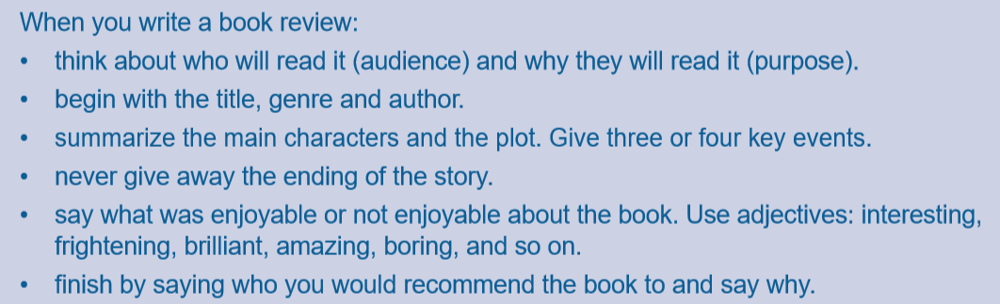 When you write a book review:
• think about who will read it (audience) and why they will read it (purpose).
• begin with the title, genre and author.
• summarize the main characters and the plot. Give three or four key events.
• never give away the ending of the story.
• say what was enjoyable or not enjoyable about the book. Use adjectives: interesting,
frightening, brilliant, amazing, boring, and so on.
• finish by saying who you would recommend the book to and say why.